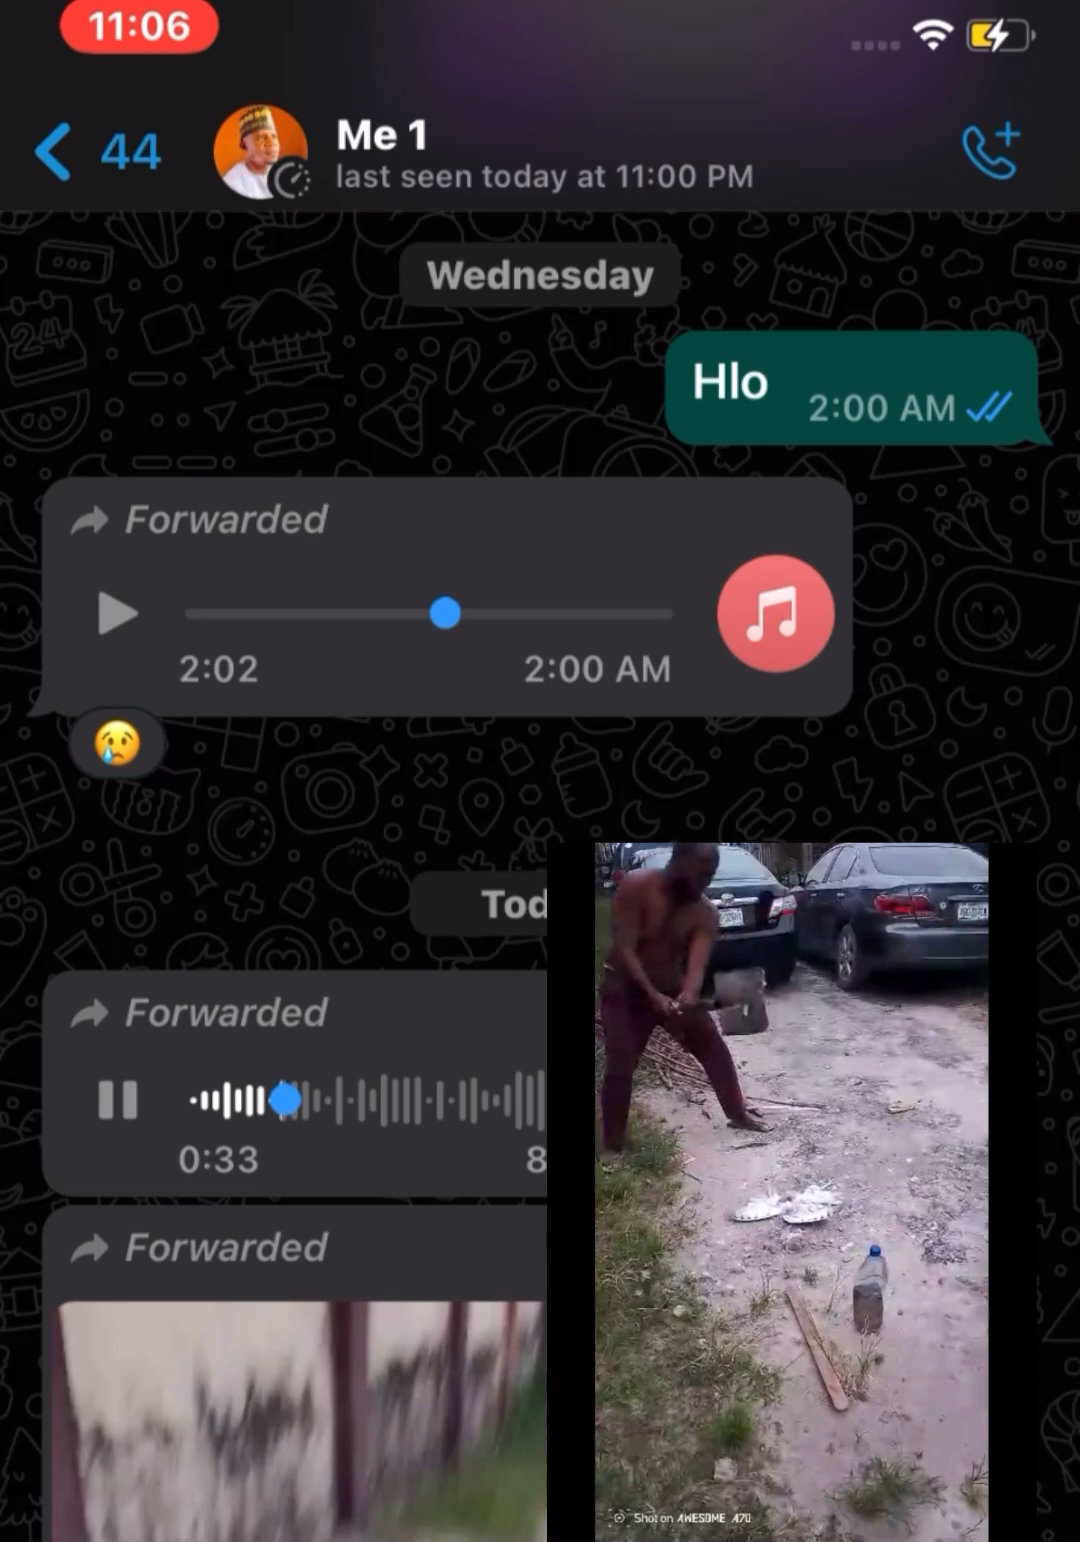 11:06
44
Me 1
last seen today at 11:00 PM
Wednesday
Hlo
2:00 AM
Forwarded
2:02
2:00 AM
Tod
Forwarded
0:33
8
Forwarded
Shot on AWESOME A70